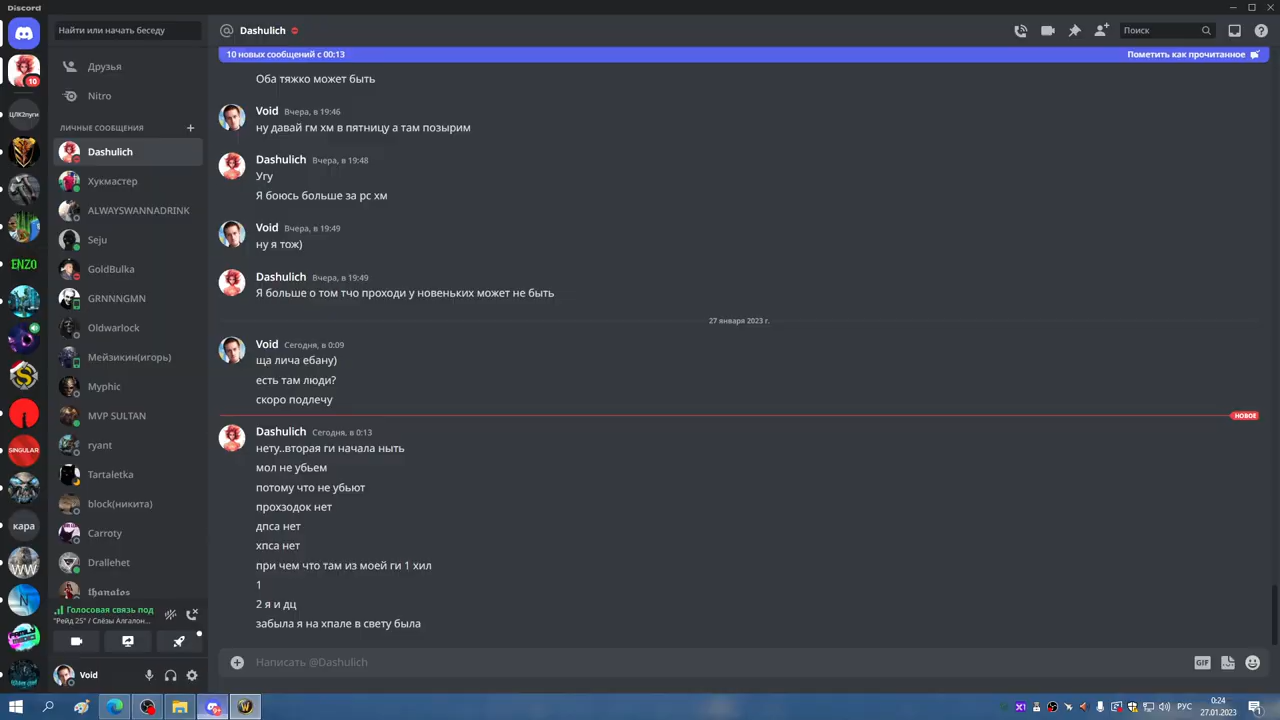 Discord
Найти или начать беседу
Друзья
Nitro
ЛИЧНЫЕ СООБЩЕНИЯ
Dashulich
Хукмастер
ALWAYSWANNADRINK
Seju
GoldBulka
GRNNNGMN
Oldwarlock
Мейзикин(игорь)
Myphic
MVP SULTAN
ryant
Tartaletka
block(никита)
Carroty
Drallehet
𝖑𝖍𝖆𝖓𝖆𝖑𝖔𝖘
Голосовая связь под
"Рейд 25" / Слёзы Алгалон...
Void
10
ЦЛК2пуги
ENZO
SINGULAR
кара
WW
N
@ Dashulich
Поиск
10 новых сообщений с 00:13
Пометить как прочитанное
Оба тяжко может быть
Void Вчера, в 19:46
ну давай гм хм в пятницу а там позырим
Dashulich Вчера, в 19:48
Угу
Я боюсь больше за рс хм
Void Вчера, в 19:49
ну я тож)
Dashulich Вчера, в 19:49
Я больше о том тчо проходи у новеньких может не быть
27 января 2023 г.
Void Сегодня, в 0:09
ща лича ебану)
есть там люди?
скоро подлечу
НОВОЕ
Dashulich Сегодня, в 0:13
нету..вторая ги начала ныть
мол не убьем
потому что не убьют
прохзодок нет
дпса нет
хпса нет
при чем что там из моей ги 1 хил
1
2 я и дц
забыла я на хпале в свету была
Написать @Dashulich
GIF
X1
РУС
0:24
27.01.2023
1